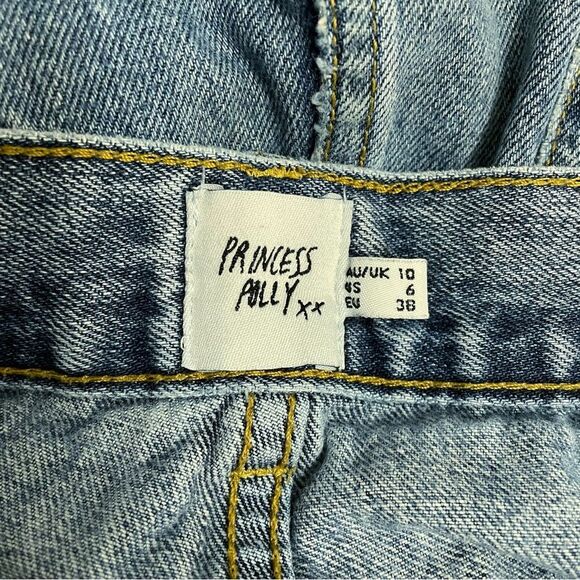 PRINCESS
POLLY xx
AU/UK 10
US 6
EU 38